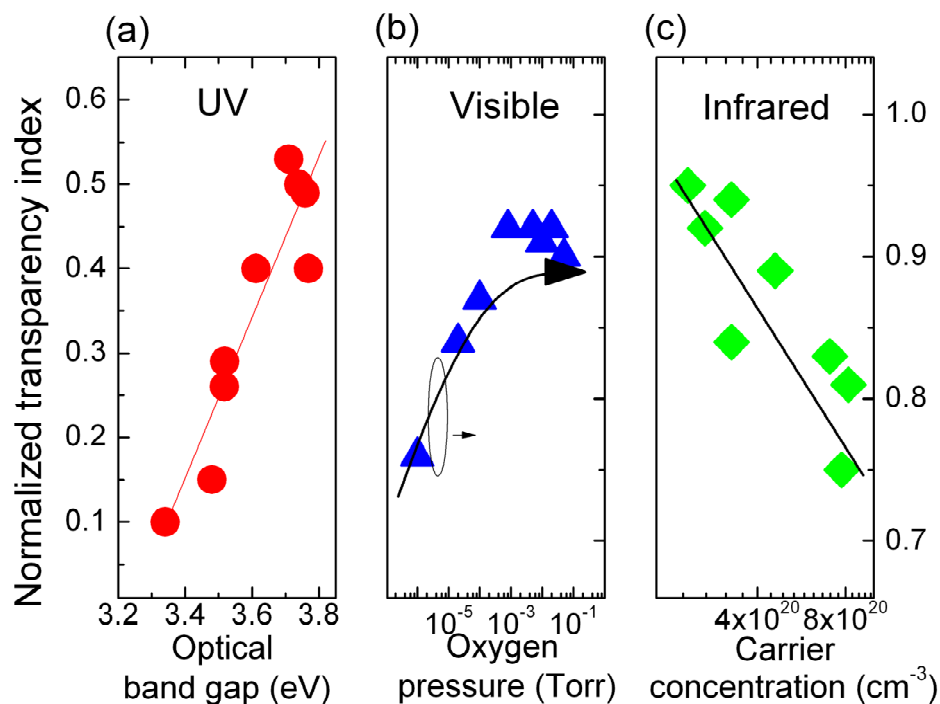 (a)
(b)
(c)
UV
Visible
Infrared
Normalized transparency index
0.6
0.5
0.4
0.3
0.2
0.1
1.0
0.9
0.8
0.7
3.2 3.4 3.6 3.8
10⁻⁵ 10⁻³ 10⁻¹
4x10²⁰ 8x10²⁰
Optical
band gap (eV)
Oxygen
pressure (Torr)
Carrier
concentration (cm⁻³)